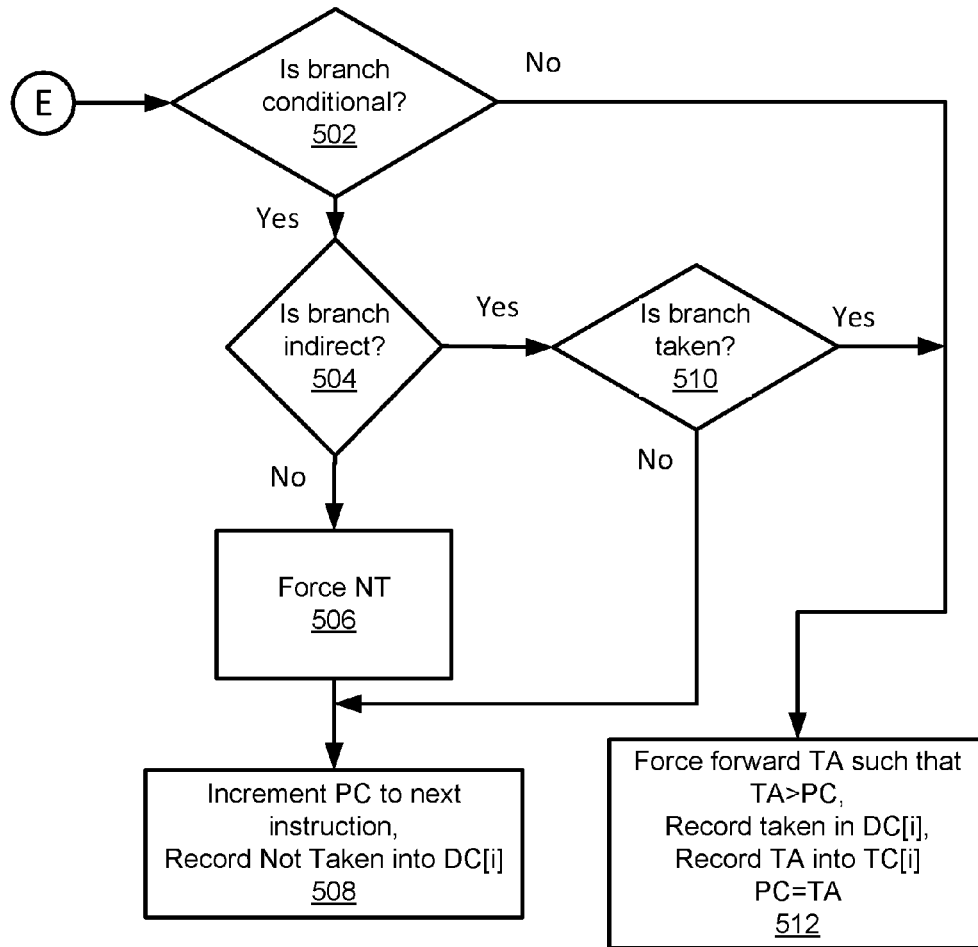 E
Is branch
conditional?
502
No
Yes
Is branch
indirect?
504
Yes
Is branch
taken?
510
Yes
No
No
Force NT
506
Increment PC to next
instruction,
Record Not Taken into DC[i]
508
Force forward TA such that
TA>PC,
Record taken in DC[i],
Record TA into TC[i]
PC=TA
512